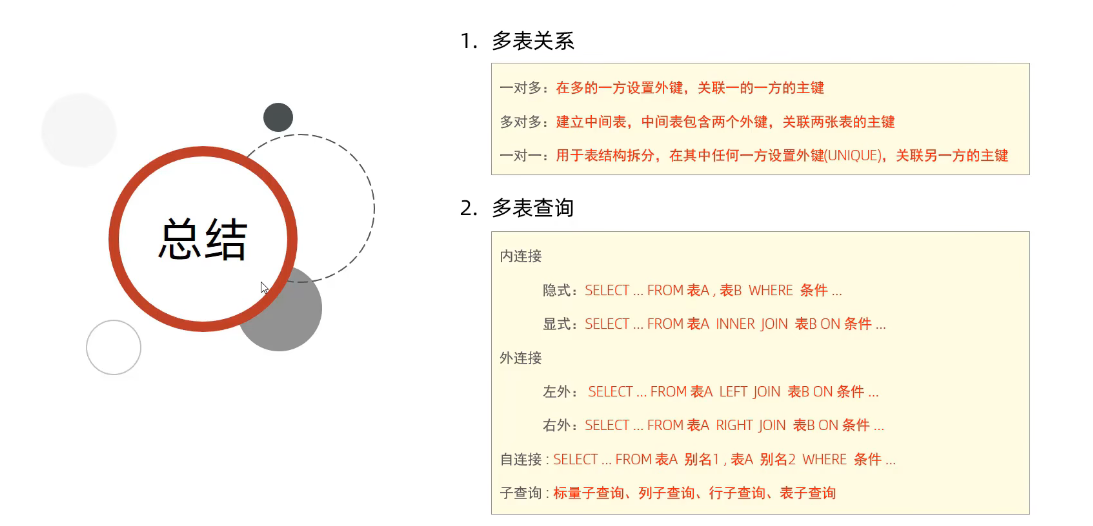 总结
1. 多表关系
一对多：在多的一方设置外键，关联一的一方的主键
多对多：建立中间表，中间表包含两个外键，关联两张表的主键
一对一：用于表结构拆分，在其中任何一方设置外键(UNIQUE)，关联另一方的主键
2. 多表查询
内连接
隐式：SELECT ... FROM 表A , 表B WHERE 条件 ...
显式：SELECT ... FROM 表A INNER JOIN 表B ON 条件 ...
外连接
左外：SELECT ... FROM 表A LEFT JOIN 表B ON 条件 ...
右外：SELECT ... FROM 表A RIGHT JOIN 表B ON 条件 ...
自连接 : SELECT ... FROM 表A 别名1 , 表A 别名2 WHERE 条件 ...
子查询 : 标量子查询、列子查询、行子查询、表子查询